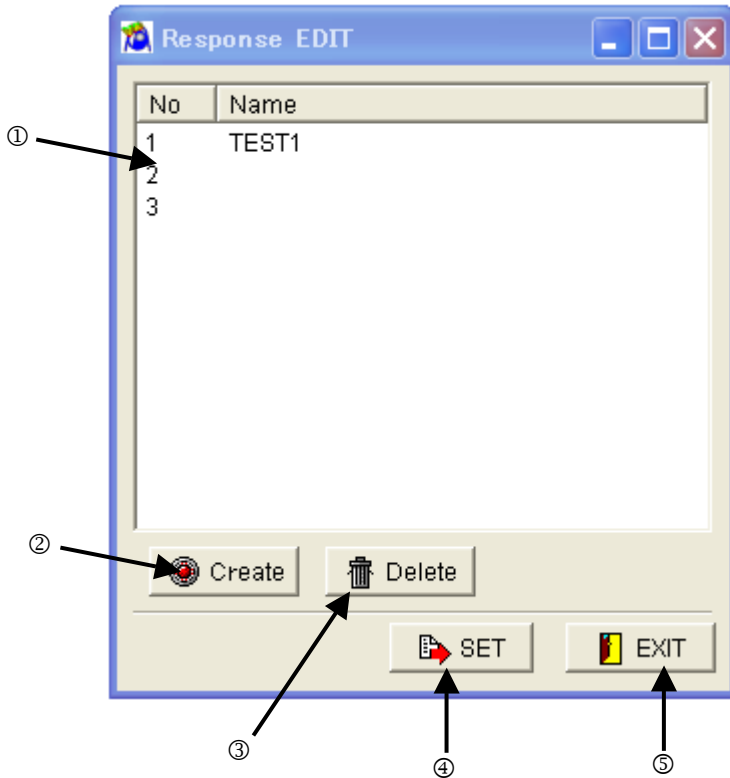 Response EDIT
No Name
①
1 TEST1
2
3
②
Create Delete
SET EXIT
③
④
⑤